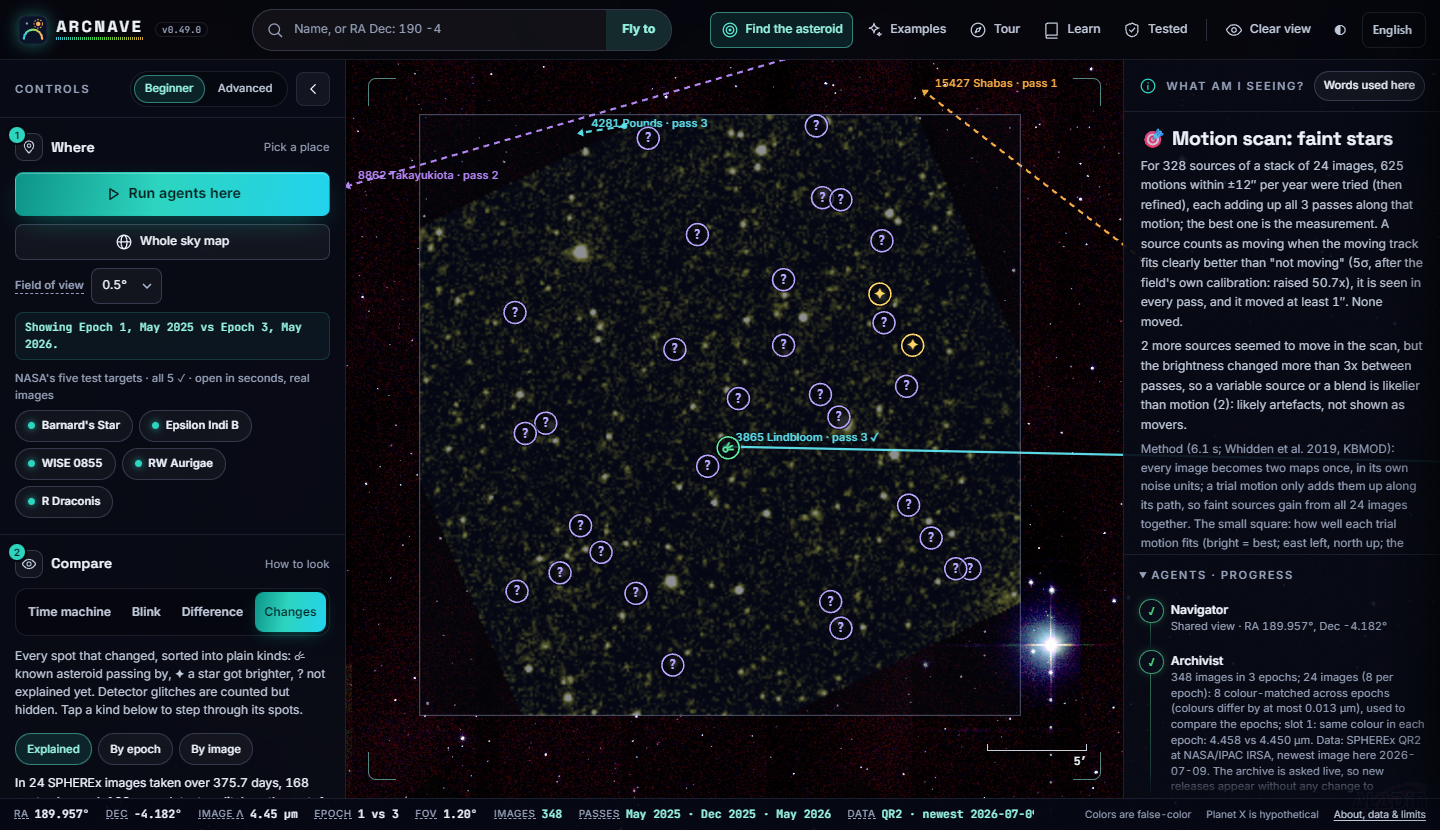 ARCNAVE
v0.49.0
Name, or RA Dec: 190 -4
Fly to
Find the asteroid
Examples
Tour
Learn
Tested
Clear view
English
CONTROLS
Beginner
Advanced
1
Where
Pick a place
Run agents here
Whole sky map
Field of view
0.5°
Showing Epoch 1, May 2025 vs Epoch 3, May
2026.
NASA's five test targets · all 5 ✓ · open in seconds, real
images
Barnard's Star
Epsilon Indi B
WISE 0855
RW Aurigae
R Draconis
2
Compare
How to look
Time machine
Blink
Difference
Changes
Every spot that changed, sorted into plain kinds: ☄
known asteroid passing by, ✦ a star got brighter, ? not
explained yet. Detector glitches are counted but
hidden. Tap a kind below to step through its spots.
Explained
By epoch
By image
In 24 SPHEREx images taken over 375.7 days, 168
15427 Shabas · pass 1
4281 Pounds · pass 3
8862 Takayukiota · pass 2
3865 Lindbloom · pass 3 ✓
5′
WHAT AM I SEEING?
Words used here
🎯 Motion scan: faint stars
For 328 sources of a stack of 24 images, 625
motions within ±12″ per year were tried (then
refined), each adding up all 3 passes along that
motion; the best one is the measurement. A
source counts as moving when the moving track
fits clearly better than "not moving" (5σ, after the
field's own calibration: raised 50.7x), it is seen in
every pass, and it moved at least 1″. None
moved.
2 more sources seemed to move in the scan, but
the brightness changed more than 3x between
passes, so a variable source or a blend is likelier
than motion (2): likely artefacts, not shown as
movers.
Method (6.1 s; Whidden et al. 2019, KBMOD):
every image becomes two maps once, in its own
noise units; a trial motion only adds them up along
its path, so faint sources gain from all 24 images
together. The small square: how well each trial
motion fits (bright = best; east left, north up; the
▼ AGENTS · PROGRESS
Navigator
Shared view · RA 189.957°, Dec -4.182°
Archivist
348 images in 3 epochs; 24 images (8 per
epoch): 8 colour-matched across epochs
(colours differ by at most 0.013 µm), used to
compare the epochs; slot 1: same colour in each
epoch: 4.458 vs 4.450 µm. Data: SPHEREx QR2
at NASA/IPAC IRSA, newest image here 2026-
07-09. The archive is asked live, so new
releases appear without any change to
RA 189.957°
DEC -4.182°
IMAGE Λ 4.45 µm
EPOCH 1 vs 3
FOV 1.20°
IMAGES 348
PASSES May 2025 · Dec 2025 · May 2026
DATA QR2 · newest 2026-07-09
Colors are false-color
Planet X is hypothetical
About, data & limits